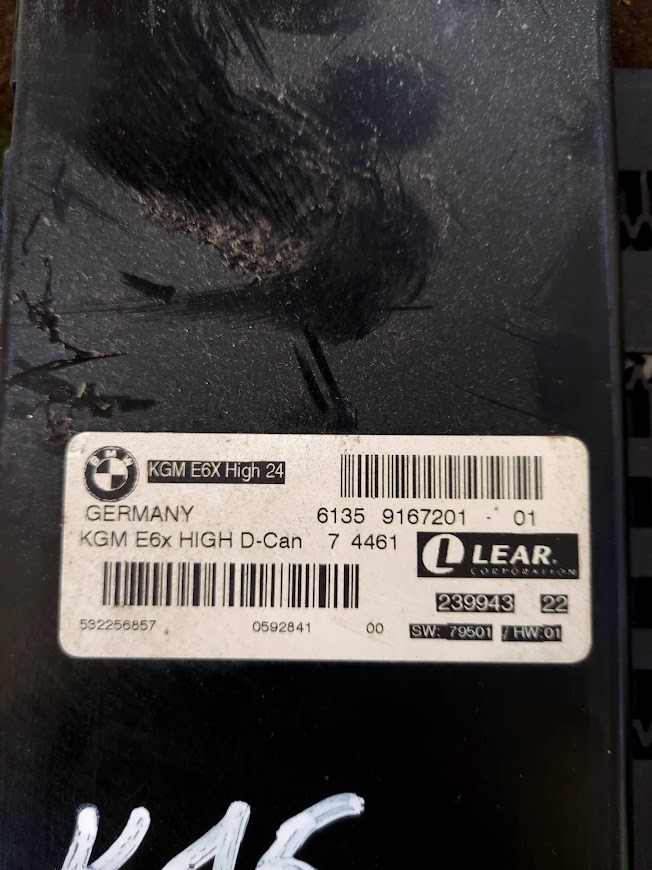 BMW
KGM E6X High 24
GERMANY 6135 9167201 - 01
KGM E6x HIGH D-Can 7 4461
L LEAR.
CORPORATION
239943 22
532256857 0592841 00
SW: 79501 / HW:01